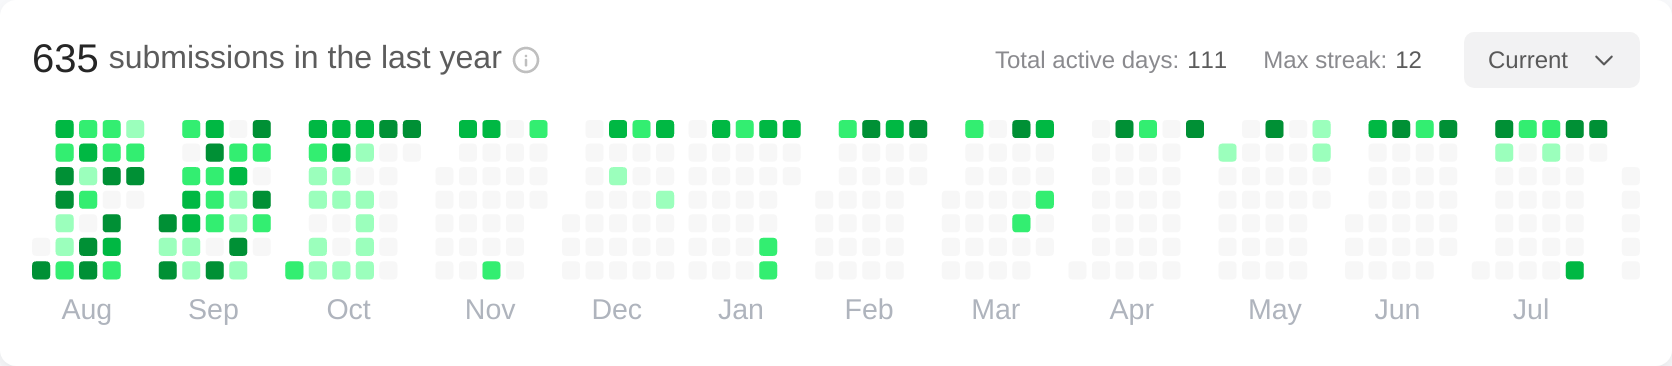 635 submissions in the last year
Total active days: 111 Max streak: 12 Current
Aug Sep Oct Nov Dec Jan Feb Mar Apr May Jun Jul